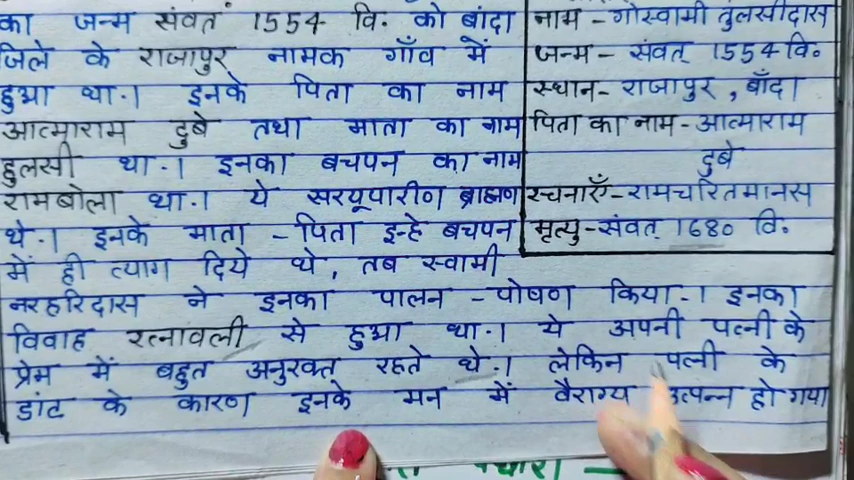 का जन्म संवत 1554 वि. को बांदा
जिले के राजापुर नामक गाँव में
हुआ था.। इनके पिता का नाम
आत्माराम दुबे तथा माता का नाम
हुलसी था.। इनका बचपन का नाम
रामबोला था.। ये सरयूपारीण ब्राह्मण
थे.। इनके माता - पिता इन्हे बचपन
में ही त्याग दिये थे, तब स्वामी
नरहरिदास ने इनका पालन - पोषण किया.। इनका
विवाह रत्नावली से हुआ था.। ये अपनी पत्नी के
प्रेम में बहुत अनुरक्त रहते थे.। लेकिन पत्नी के
डांट के कारण इनके मन में वैराग्य उत्पन्न हो गया
नाम - गोस्वामी तुलसीदास
जन्म - संवत् 1554 वि०
स्थान - राजापुर, बाँदा
पिता का नाम - आत्माराम
दुबे
रचनाएँ - रामचरितमानस
मृत्यु - संवत् 1680 वि०